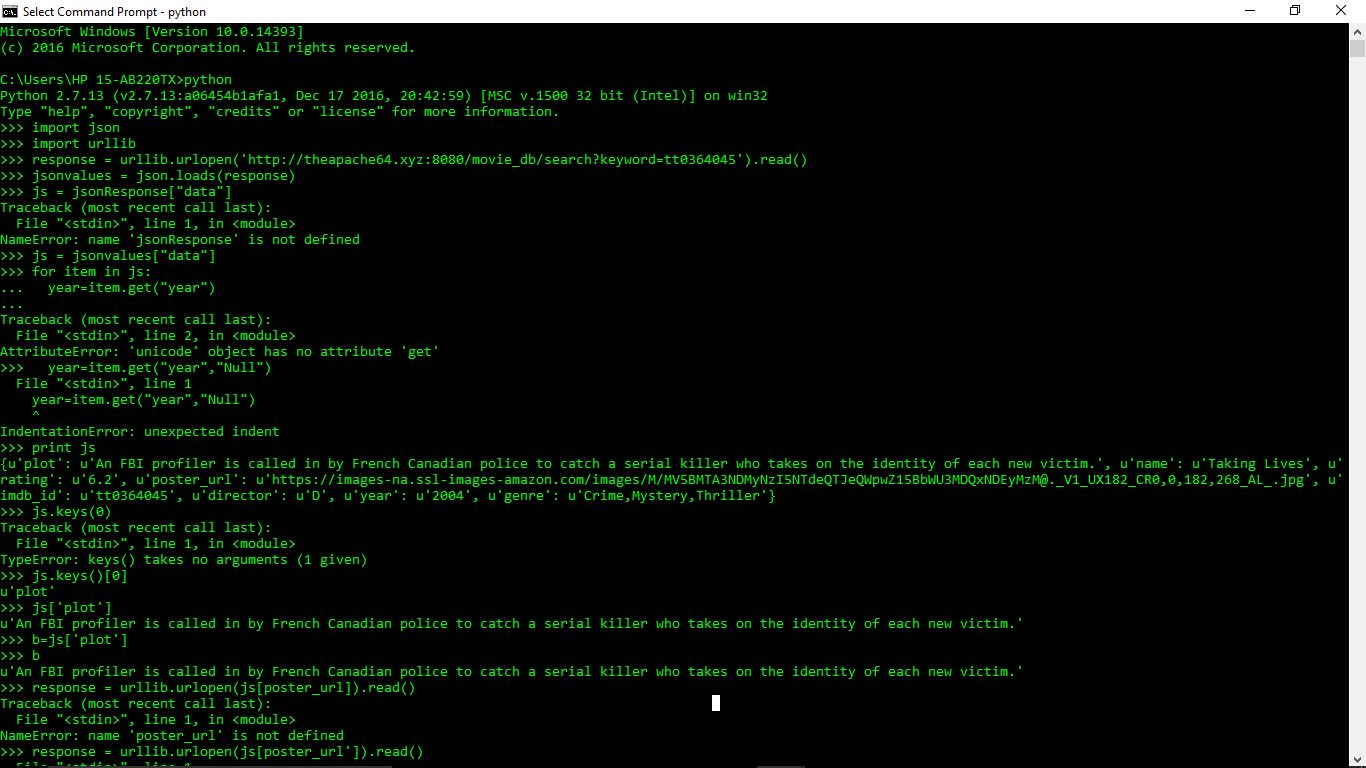 Select Command Prompt - python
Microsoft Windows [Version 10.0.14393]
(c) 2016 Microsoft Corporation. All rights reserved.
C:\Users\HP 15-AB220TX>python
Python 2.7.13 (v2.7.13:a06454b1afa1, Dec 17 2016, 20:42:59) [MSC v.1500 32 bit (Intel)] on win32
Type "help", "copyright", "credits" or "license" for more information.
>>> import json
>>> import urllib
>>> response = urllib.urlopen('http://theapache64.xyz:8080/movie_db/search?keyword=tt0364045').read()
>>> jsonvalues = json.loads(response)
>>> js = jsonResponse["data"]
Traceback (most recent call last):
  File "<stdin>", line 1, in <module>
NameError: name 'jsonResponse' is not defined
>>> js = jsonvalues["data"]
>>> for item in js:
...   year=item.get("year")
...
Traceback (most recent call last):
  File "<stdin>", line 2, in <module>
AttributeError: 'unicode' object has no attribute 'get'
>>>   year=item.get("year","Null")
  File "<stdin>", line 1
    year=item.get("year","Null")
    ^
IndentationError: unexpected indent
>>> print js
{u'plot': u'An FBI profiler is called in by French Canadian police to catch a serial killer who takes on the identity of each new victim.', u'name': u'Taking Lives', u'
rating': u'6.2', u'poster_url': u'https://images-na.ssl-images-amazon.com/images/M/MV5BMTA3NDMyNzI5NTdeQTJeQWpwZ15BbWU3MDQxNDEyMzM@._V1_UX182_CR0,0,182,268_AL_.jpg', u'
imdb_id': u'tt0364045', u'director': u'D', u'year': u'2004', u'genre': u'Crime,Mystery,Thriller'}
>>> js.keys(0)
Traceback (most recent call last):
  File "<stdin>", line 1, in <module>
TypeError: keys() takes no arguments (1 given)
>>> js.keys()[0]
u'plot'
>>> js['plot']
u'An FBI profiler is called in by French Canadian police to catch a serial killer who takes on the identity of each new victim.'
>>> b=js['plot']
>>> b
u'An FBI profiler is called in by French Canadian police to catch a serial killer who takes on the identity of each new victim.'
>>> response = urllib.urlopen(js[poster_url]).read()
Traceback (most recent call last):
  File "<stdin>", line 1, in <module>
NameError: name 'poster_url' is not defined
>>> response = urllib.urlopen(js[poster_url']).read()